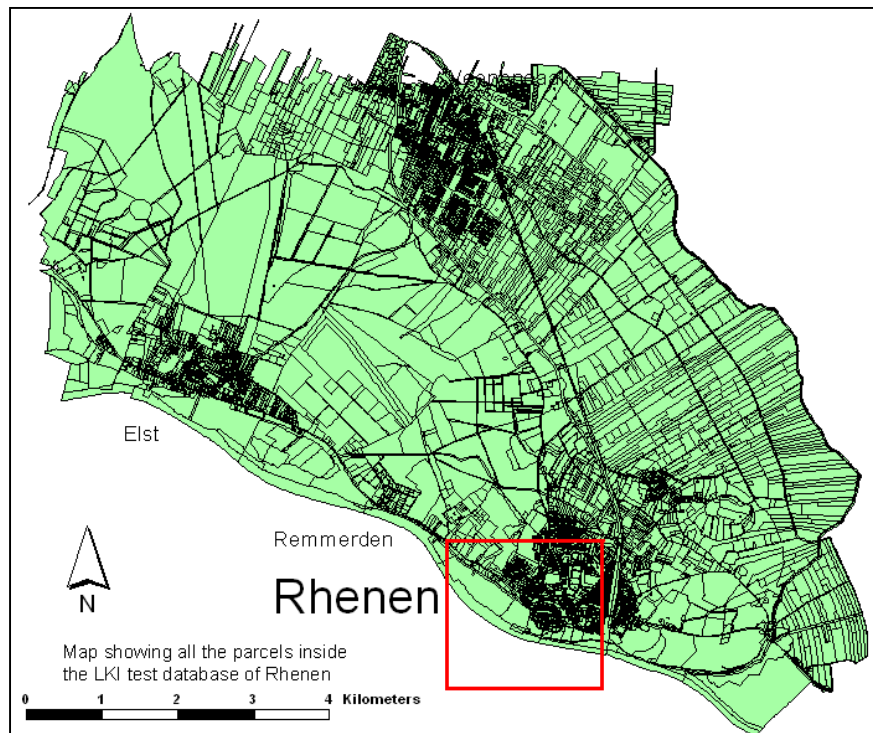 Elst
Remmerden
Rhenen
N
Map showing all the parcels inside
the LKI test database of Rhenen
0 1 2 3 4 Kilometers